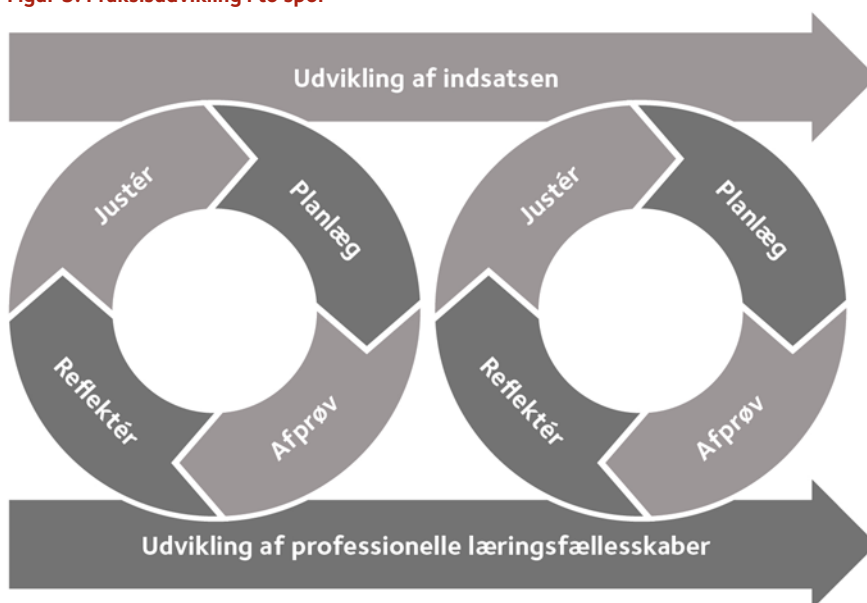 Udvikling af indsatsen
Justér
Planlæg
Reflektér
Afprøv
Justér
Planlæg
Reflektér
Afprøv
Udvikling af professionelle læringsfællesskaber